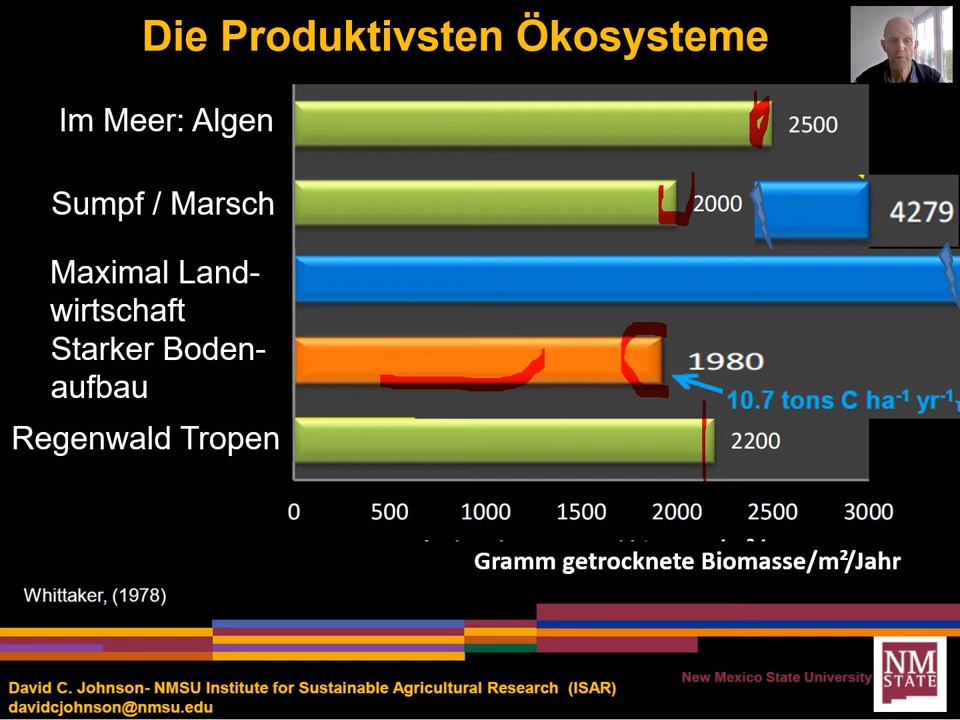 Die Produktivsten Ökosysteme
Im Meer: Algen
2500
Sumpf / Marsch
2000
4279
Maximal Land-
wirtschaft
Starker Boden-
aufbau
1980
10.7 tons C ha-1 yr-1
Regenwald Tropen
2200
0 500 1000 1500 2000 2500 3000
Gramm getrocknete Biomasse/m²/Jahr
Whittaker, (1978)
David C. Johnson- NMSU Institute for Sustainable Agricultural Research (ISAR)
davidcjohnson@nmsu.edu
New Mexico State University
NM
STATE